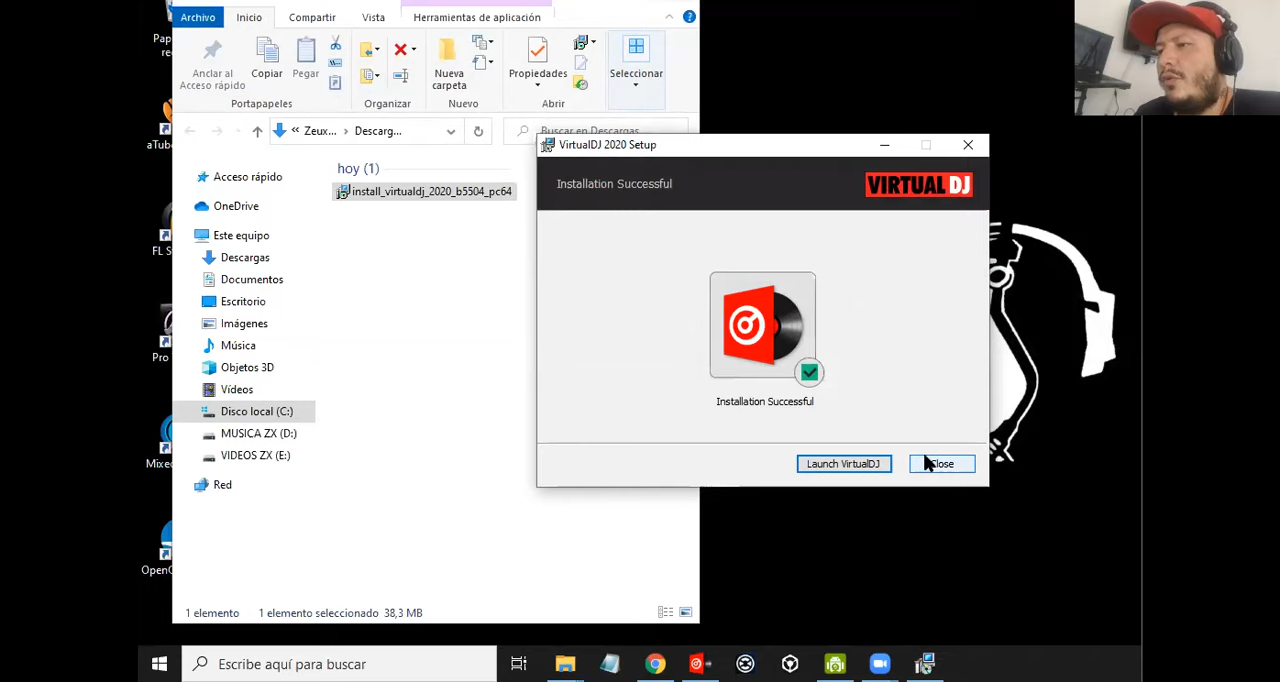 Archivo Inicio Compartir Vista Herramientas de aplicación
Anclar al
Acceso rápido
Copiar
Pegar
Nueva
carpeta
Propiedades
Seleccionar
Portapapeles Organizar Nuevo Abrir
« Zeux... › Descarg...
Buscar en Descargas
Acceso rápido
OneDrive
Este equipo
Descargas
Documentos
Escritorio
Imágenes
Música
Objetos 3D
Vídeos
Disco local (C:)
MUSICA ZX (D:)
VIDEOS ZX (E:)
Red
hoy (1)
install_virtualdj_2020_b5504_pc64
1 elemento 1 elemento seleccionado 38,3 MB
VirtualDJ 2020 Setup
Installation Successful
VIRTUAL DJ
Installation Successful
Launch VirtualDJ
Close
Pap
re
aTub
FL S
Pro
Mixe
Escribe aquí para buscar